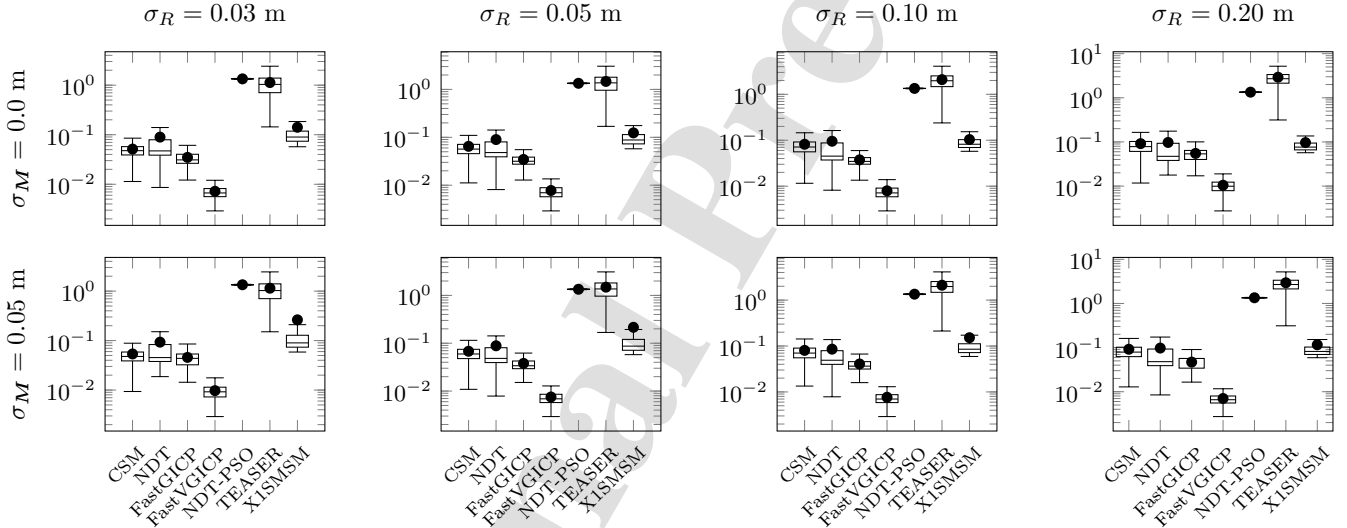 σ_R = 0.03 m σ_R = 0.05 m σ_R = 0.10 m σ_R = 0.20 m
σ_M = 0.0 m
10^0 10^0 10^0 10^1
10^−1 10^−1 10^−1 10^0
10^−2 10^−2 10^−2 10^−1
10^−2
σ_M = 0.05 m
10^0 10^0 10^0 10^1
10^−1 10^−1 10^−1 10^0
10^−2 10^−2 10^−2 10^−1
10^−2
CSM NDT FastGICP FastVGICP NDT-PSO TEASER X1SMSM CSM NDT FastGICP FastVGICP NDT-PSO TEASER X1SMSM CSM NDT FastGICP FastVGICP NDT-PSO TEASER X1SMSM CSM NDT FastGICP FastVGICP NDT-PSO TEASER X1SMSM
nal Pre